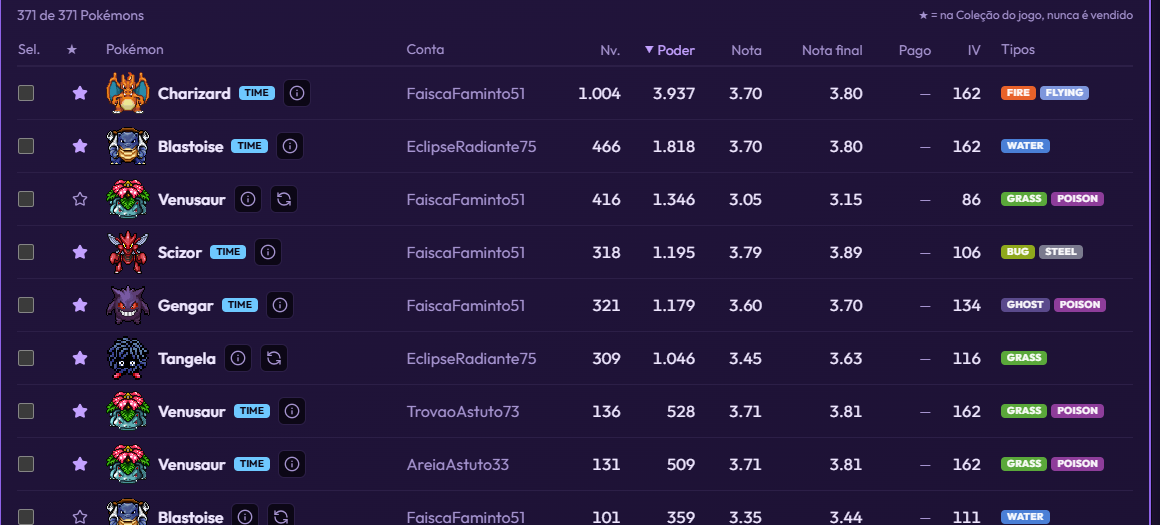 371 de 371 Pokémons ★ = na Coleção do jogo, nunca é vendido
Sel. ★ Pokémon Conta Nv. ▼ Poder Nota Nota final Pago IV Tipos
Charizard TIME FaiscaFaminto51 1.004 3.937 3.70 3.80 — 162 FIRE FLYING
Blastoise TIME EclipseRadiante75 466 1.818 3.70 3.80 — 162 WATER
Venusaur FaiscaFaminto51 416 1.346 3.05 3.15 — 86 GRASS POISON
Scizor TIME FaiscaFaminto51 318 1.195 3.79 3.89 — 106 BUG STEEL
Gengar TIME FaiscaFaminto51 321 1.179 3.60 3.70 — 134 GHOST POISON
Tangela EclipseRadiante75 309 1.046 3.45 3.63 — 116 GRASS
Venusaur TIME TrovaoAstuto73 136 528 3.71 3.81 — 162 GRASS POISON
Venusaur TIME AreiaAstuto33 131 509 3.71 3.81 — 162 GRASS POISON
Blastoise FaiscaFaminto51 101 359 3.35 3.44 — 111 WATER